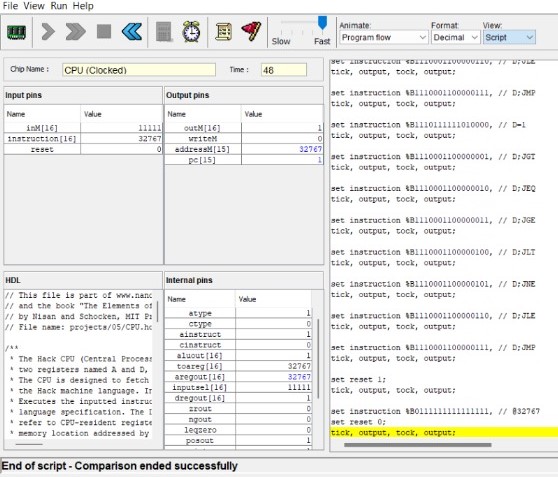 File View Run Help
Slow Fast
Animate:
Program flow
Format:
Decimal
View:
Script
Chip Name : CPU (Clocked)
Time : 48
Input pins
Name Value
inM[16] 11111
instruction[16] 32767
reset 0
Output pins
Name Value
outM[16] 1
writeM 0
addressM[15] 32767
pc[15] 1
HDL
// This file is part of www.nand
// and the book "The Elements of
// by Nisan and Schocken, MIT Pr
// File name: projects/05/CPU.hd
/**
* The Hack CPU (Central Process
* two registers named A and D,
* The CPU is designed to fetch
* the Hack machine language. In
* Executes the inputted instruc
* language specification. The D
* refer to CPU-resident registe
* memory location addressed by
Internal pins
Name Value
atype 1
ctype 0
ainstruct 1
cinstruct 0
aluout[16] 1
toareg[16] 32767
aregout[16] 32767
inputsel[16] 11111
dregout[16] 1
zrout 0
ngout 0
leqzero 0
posout 1
set instruction %B1110001100000110, // D;JLE
tick, output, tock, output;
set instruction %B1110001100000111, // D;JMP
tick, output, tock, output;
set instruction %B1110111111010000, // D=1
tick, output, tock, output;
set instruction %B1110001100000001, // D;JGT
tick, output, tock, output;
set instruction %B1110001100000010, // D;JEQ
tick, output, tock, output;
set instruction %B1110001100000011, // D;JGE
tick, output, tock, output;
set instruction %B1110001100000100, // D;JLT
tick, output, tock, output;
set instruction %B1110001100000101, // D;JNE
tick, output, tock, output;
set instruction %B1110001100000110, // D;JLE
tick, output, tock, output;
set instruction %B1110001100000111, // D;JMP
tick, output, tock, output;
set reset 1;
tick, output, tock, output;
set instruction %B0111111111111111, // @32767
set reset 0;
tick, output, tock, output;
End of script - Comparison ended successfully